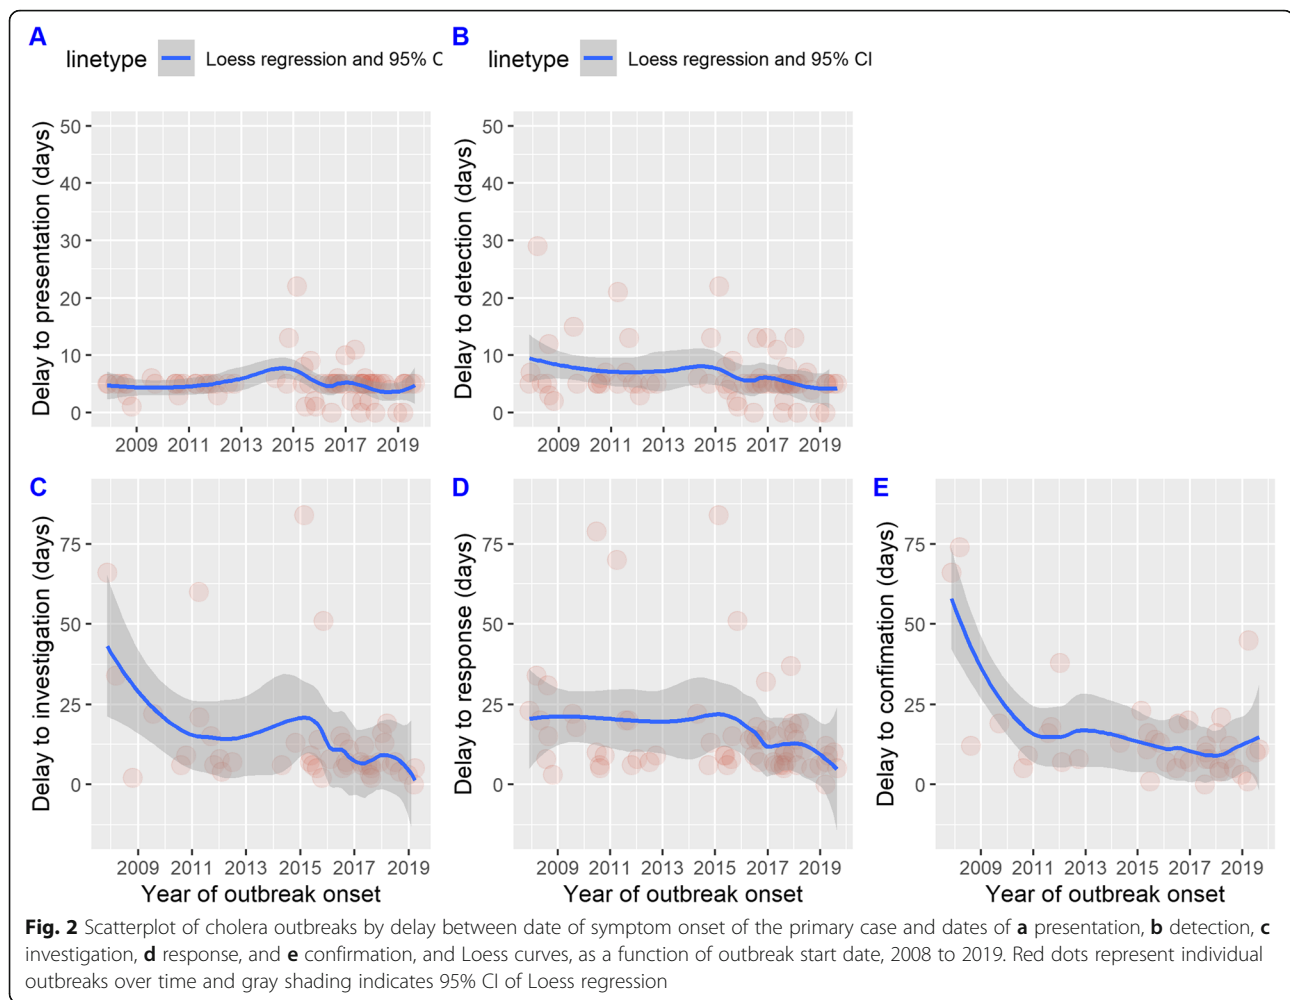 A
linetype Loess regression and 95% C
B
linetype Loess regression and 95% CI
Delay to presentation (days)
50
40
30
20
10
0
2009 2011 2013 2015 2017 2019
Delay to detection (days)
50
40
30
20
10
0
2009 2011 2013 2015 2017 2019
C
Delay to investigation (days)
75
50
25
0
2009 2011 2013 2015 2017 2019
Year of outbreak onset
D
Delay to response (days)
75
50
25
0
2009 2011 2013 2015 2017 2019
Year of outbreak onset
E
Delay to confimation (days)
75
50
25
0
2009 2011 2013 2015 2017 2019
Year of outbreak onset
Fig. 2 Scatterplot of cholera outbreaks by delay between date of symptom onset of the primary case and dates of a presentation, b detection, c
investigation, d response, and e confirmation, and Loess curves, as a function of outbreak start date, 2008 to 2019. Red dots represent individual
outbreaks over time and gray shading indicates 95% CI of Loess regression